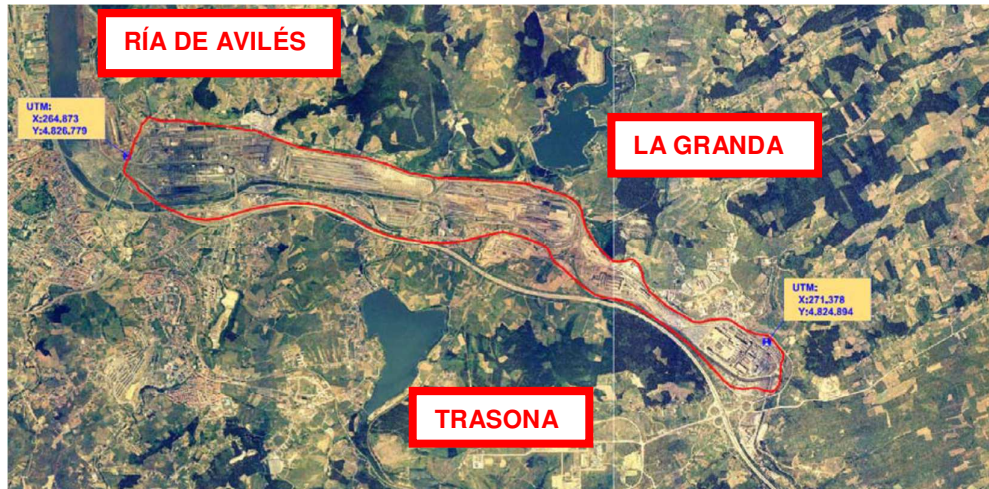 RÍA DE AVILÉS
UTM:
X:264.873
Y:4.826.779
LA GRANDA
UTM:
X:271.378
Y:4.824.894
TRASONA